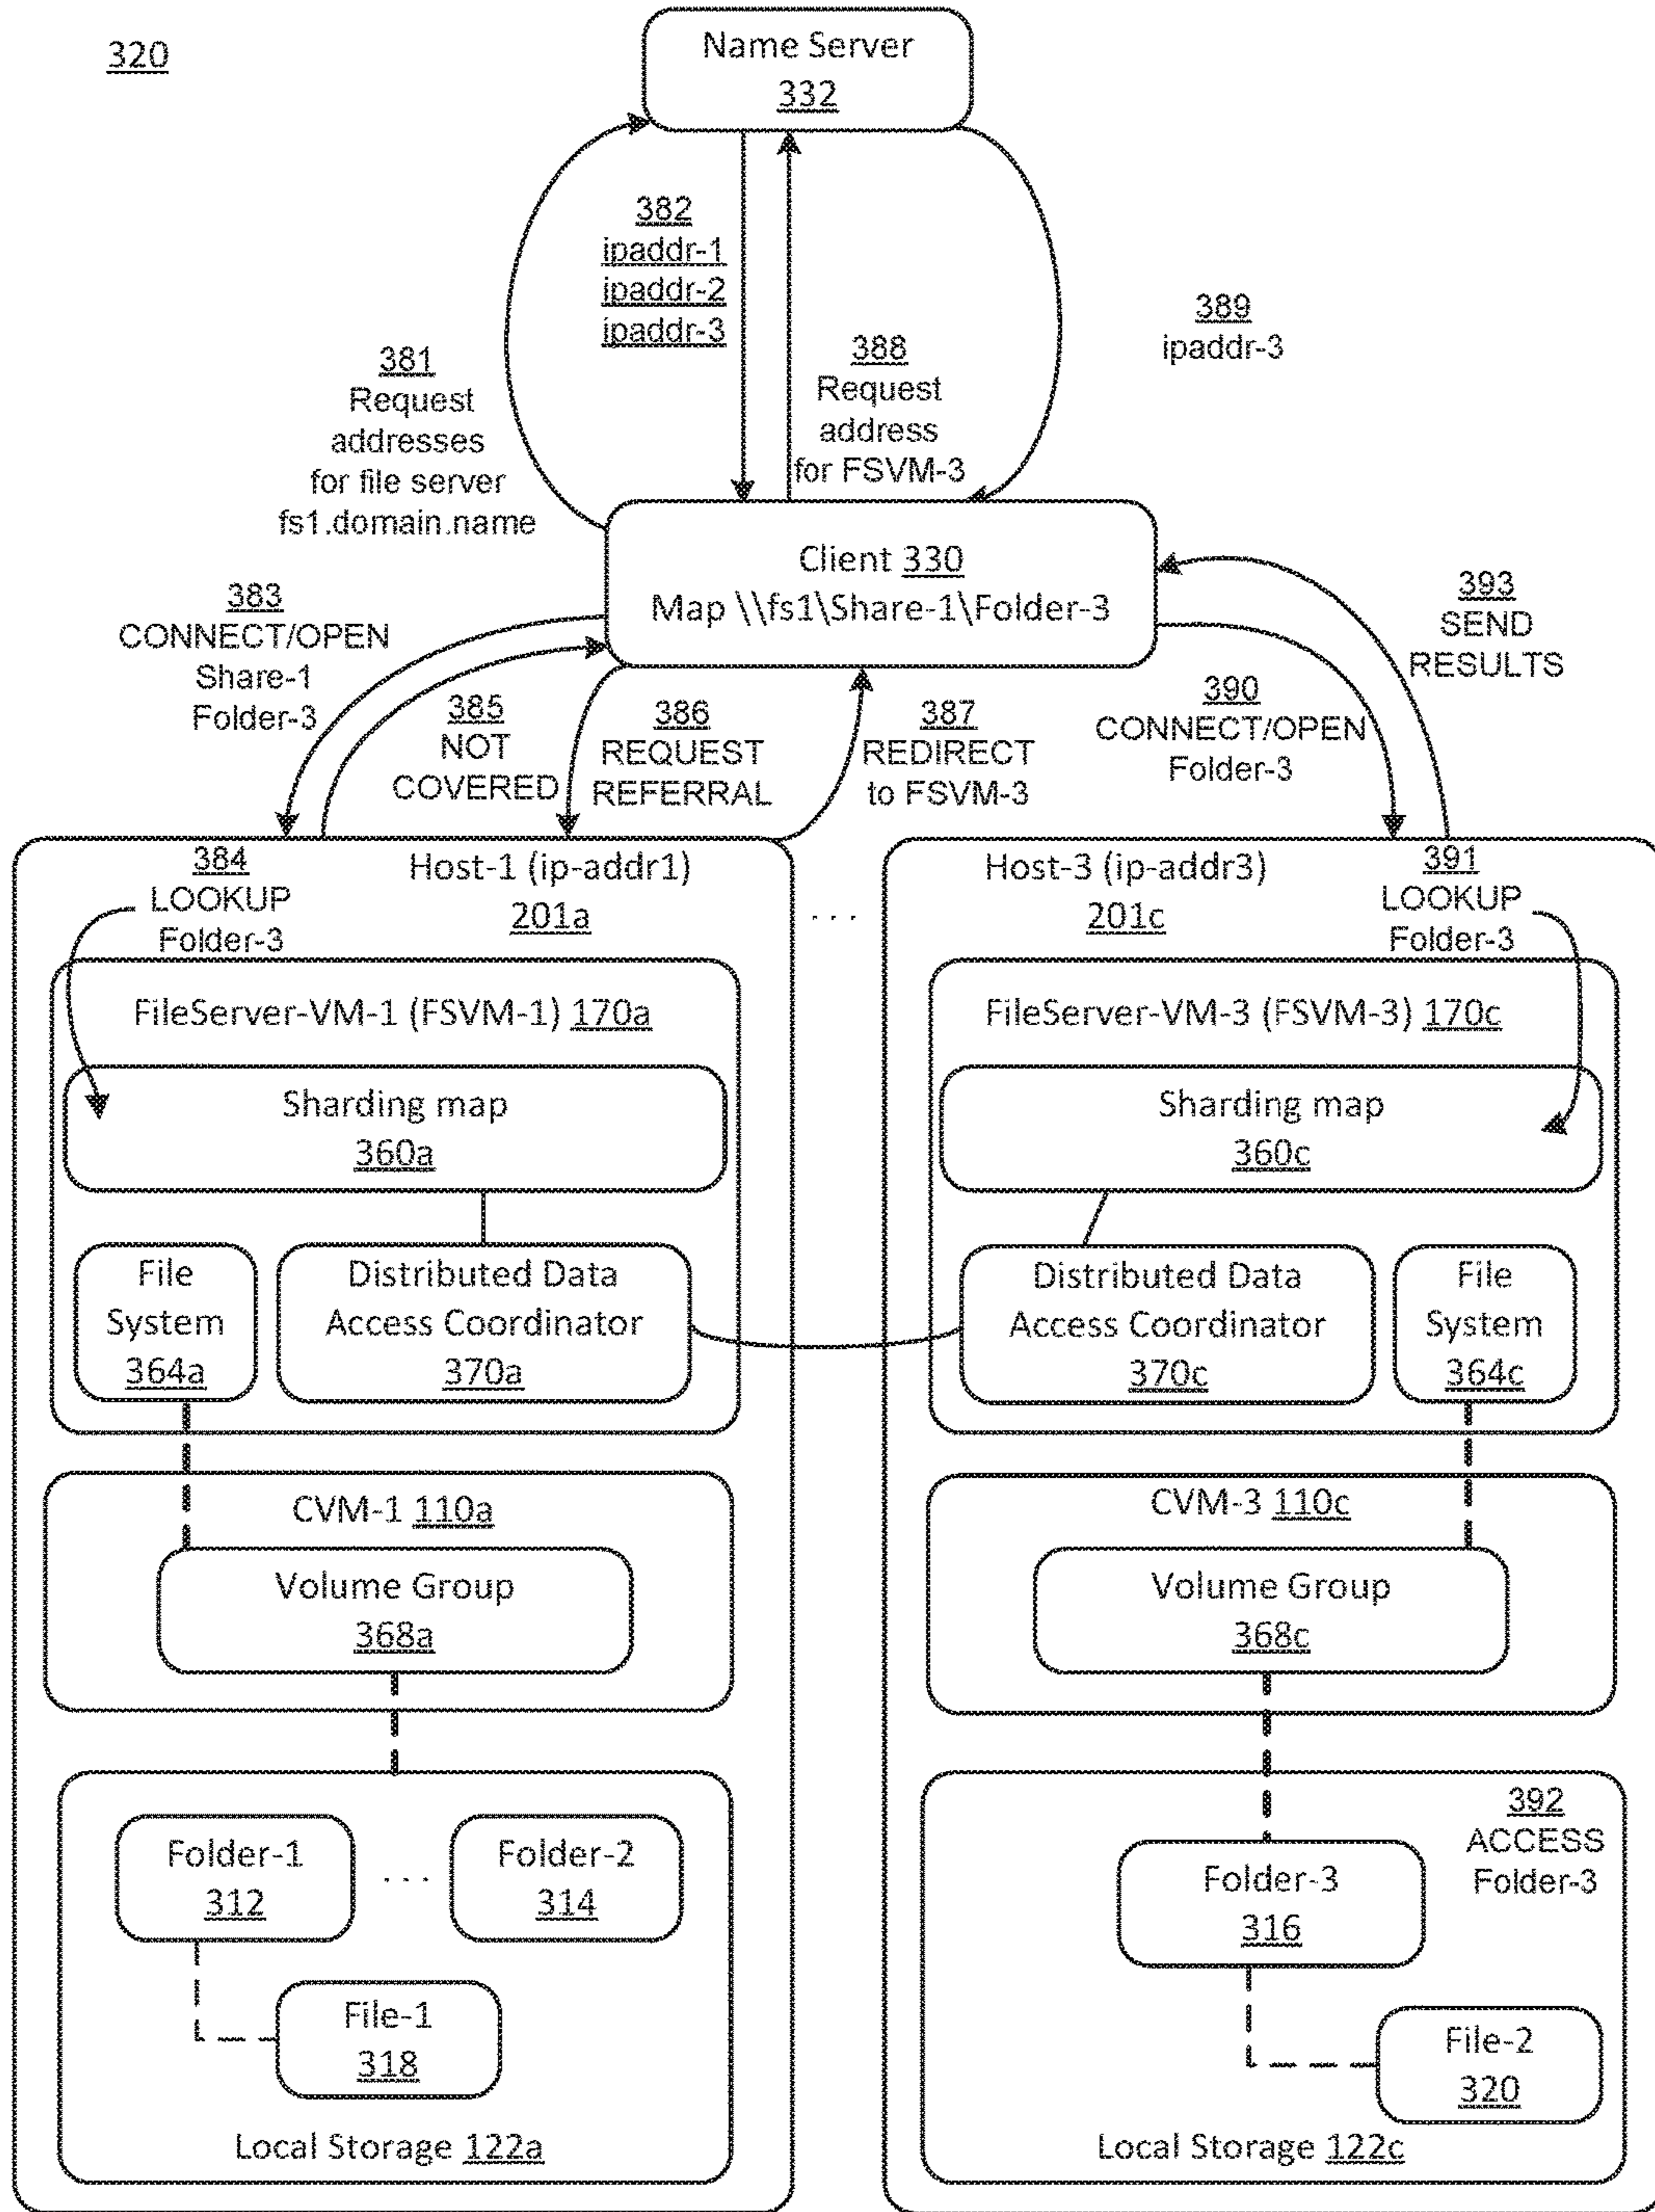 320
Name Server
332
382
ipaddr-1
ipaddr-2
ipaddr-3
389
ipaddr-3
381
Request
addresses
for file server
fs1.domain.name
388
Request
address
for FSVM-3
Client 330
Map \\fs1\Share-1\Folder-3
383
CONNECT/OPEN
Share-1
Folder-3
385
NOT
COVERED
386
REQUEST
REFERRAL
387
REDIRECT
to FSVM-3
390
CONNECT/OPEN
Folder-3
393
SEND
RESULTS
384
LOOKUP
Folder-3
Host-1 (ip-addr1)
201a
. . .
Host-3 (ip-addr3)
201c
391
LOOKUP
Folder-3
FileServer-VM-1 (FSVM-1) 170a
Sharding map
360a
File
System
364a
Distributed Data
Access Coordinator
370a
FileServer-VM-3 (FSVM-3) 170c
Sharding map
360c
Distributed Data
Access Coordinator
370c
File
System
364c
CVM-1 110a
Volume Group
368a
CVM-3 110c
Volume Group
368c
Folder-1
312
. . .
Folder-2
314
File-1
318
Local Storage 122a
392
ACCESS
Folder-3
Folder-3
316
File-2
320
Local Storage 122c